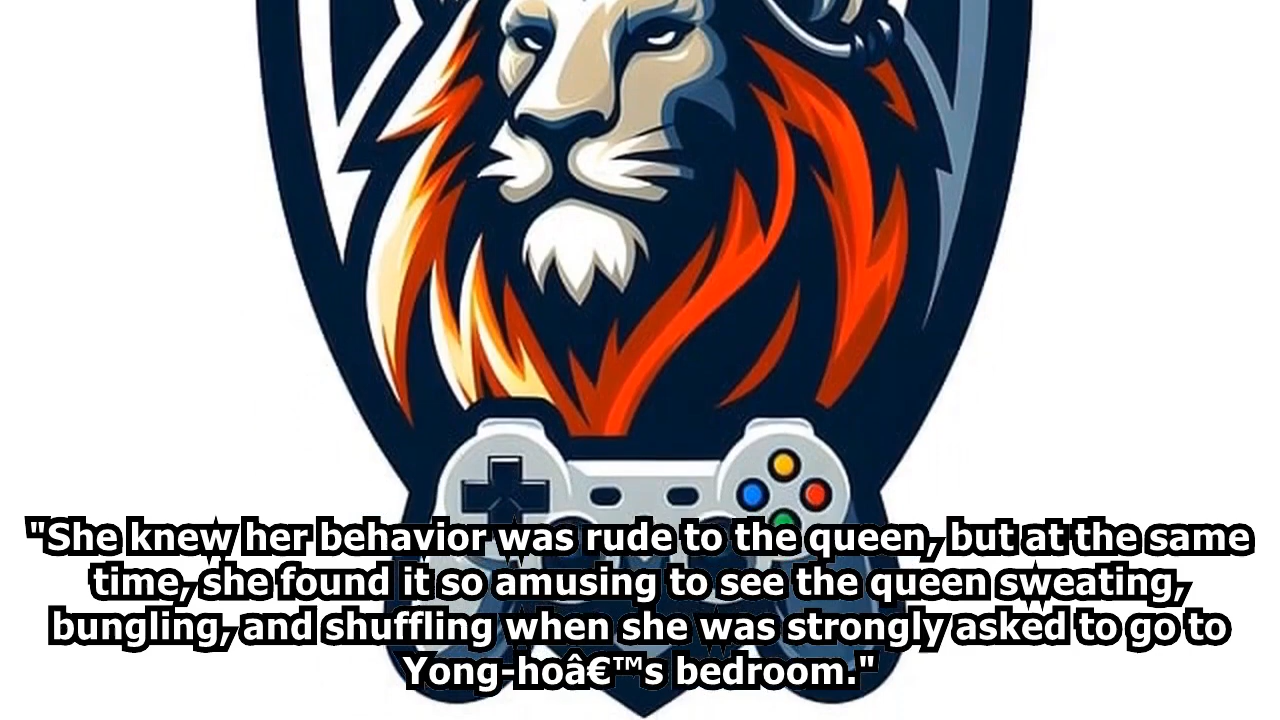 "She knew her behavior was rude to the queen, but at the same
time, she found it so amusing to see the queen sweating,
bungling, and shuffling when she was strongly asked to go to
Yong-hoâ€™s bedroom."